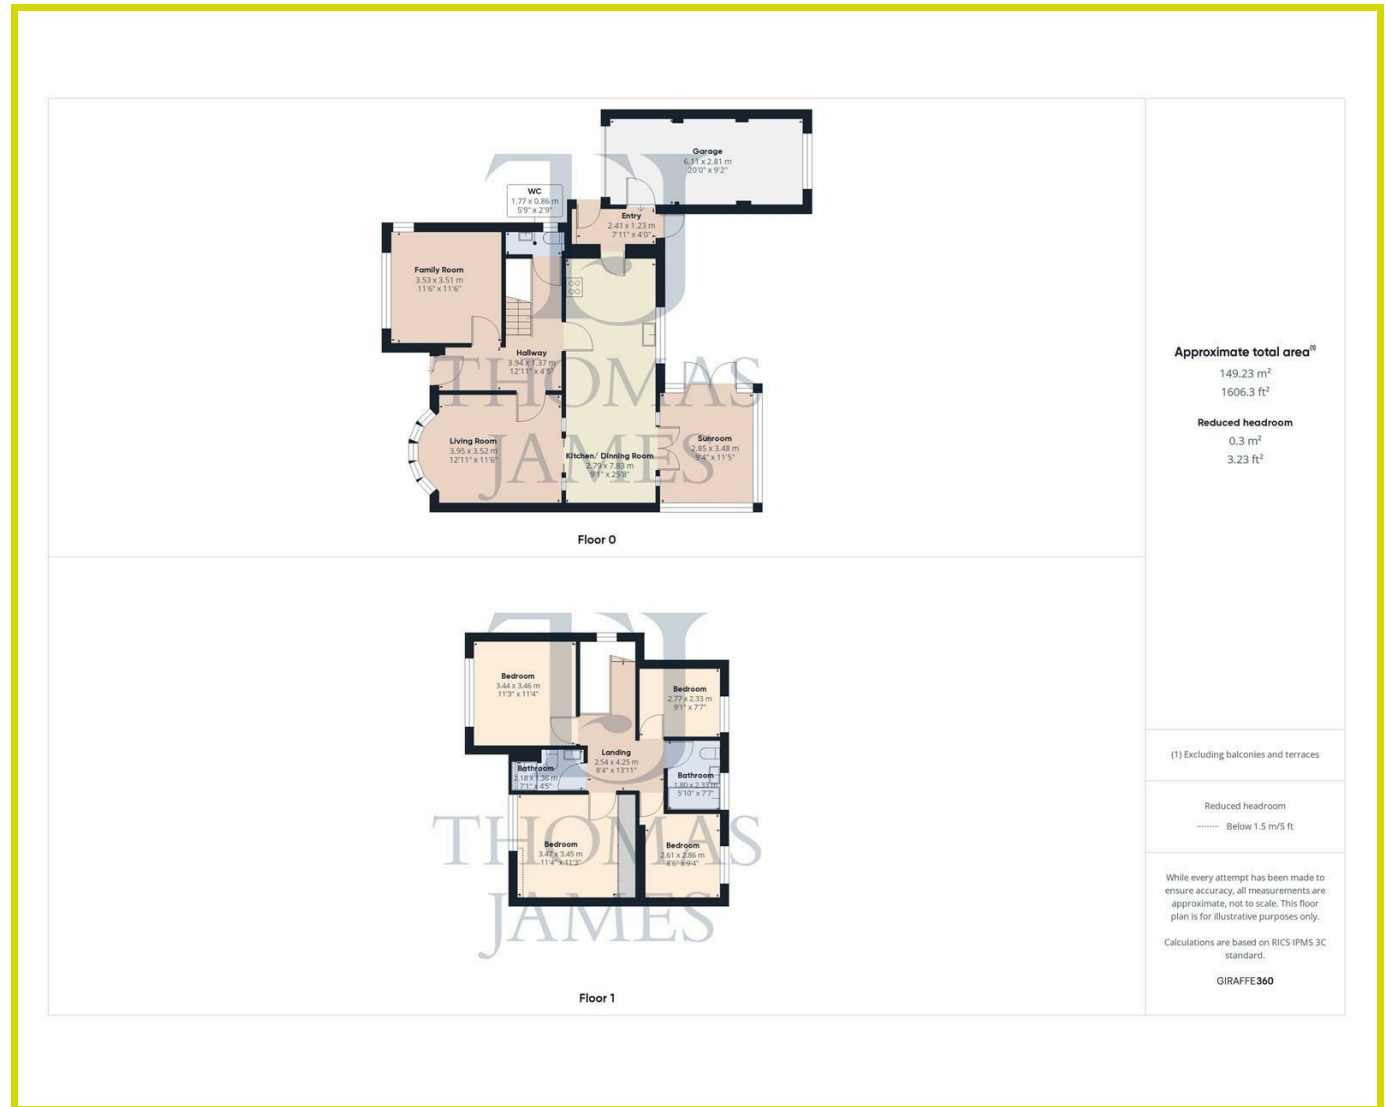 Garage
6.11 x 2.81 m
20'0" x 9'2"
WC
1.77 x 0.86 m
5'9" x 2'9"
Entry
2.41 x 1.23 m
7'11" x 4'0"
Family Room
3.53 x 3.51 m
11'6" x 11'6"
Hallway
3.94 x 1.37 m
12'11" x 4'5"
Living Room
3.95 x 3.52 m
12'11" x 11'6"
Kitchen/ Dinning Room
2.79 x 7.83 m
9'1" x 25'8"
Sunroom
2.85 x 3.48 m
9'4" x 11'5"
TJ
THOMAS
JAMES
Floor 0
Bedroom
3.44 x 3.46 m
11'3" x 11'4"
Bedroom
2.77 x 2.33 m
9'1" x 7'7"
Landing
2.54 x 4.25 m
8'4" x 13'11"
Bathroom
2.18 x 1.36 m
7'1" x 4'5"
Bathroom
1.80 x 2.33 m
5'10" x 7'7"
Bedroom
3.47 x 3.45 m
11'4" x 11'3"
Bedroom
2.61 x 2.86 m
8'6" x 9'4"
TJ
THOMAS
JAMES
Floor 1
Approximate total area(1)
149.23 m²
1606.3 ft²
Reduced headroom
0.3 m²
3.23 ft²
(1) Excluding balconies and terraces
Reduced headroom
Below 1.5 m/5 ft
While every attempt has been made to
ensure accuracy, all measurements are
approximate, not to scale. This floor
plan is for illustrative purposes only.
Calculations are based on RICS IPMS 3C
standard.
GIRAFFE360